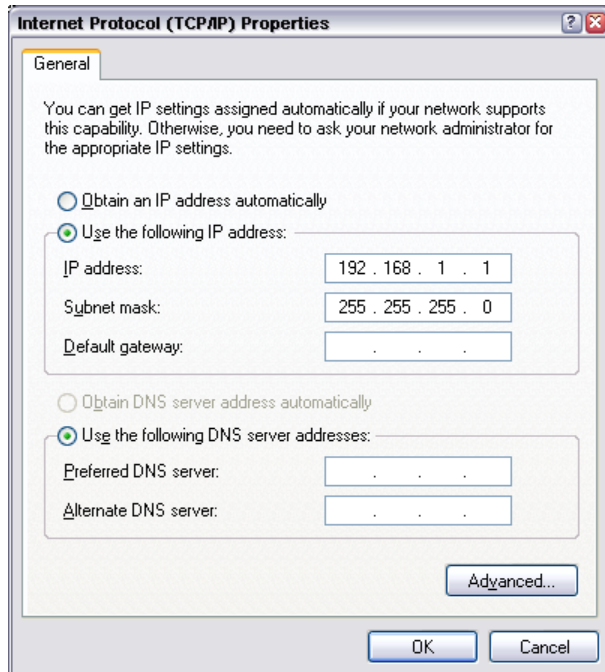 Internet Protocol (TCP/IP) Properties
General
You can get IP settings assigned automatically if your network supports
this capability. Otherwise, you need to ask your network administrator for
the appropriate IP settings.
Obtain an IP address automatically
Use the following IP address:
IP address: 192 . 168 . 1 . 1
Subnet mask: 255 . 255 . 255 . 0
Default gateway: . . .
Obtain DNS server address automatically
Use the following DNS server addresses:
Preferred DNS server: . . .
Alternate DNS server: . . .
Advanced...
OK Cancel